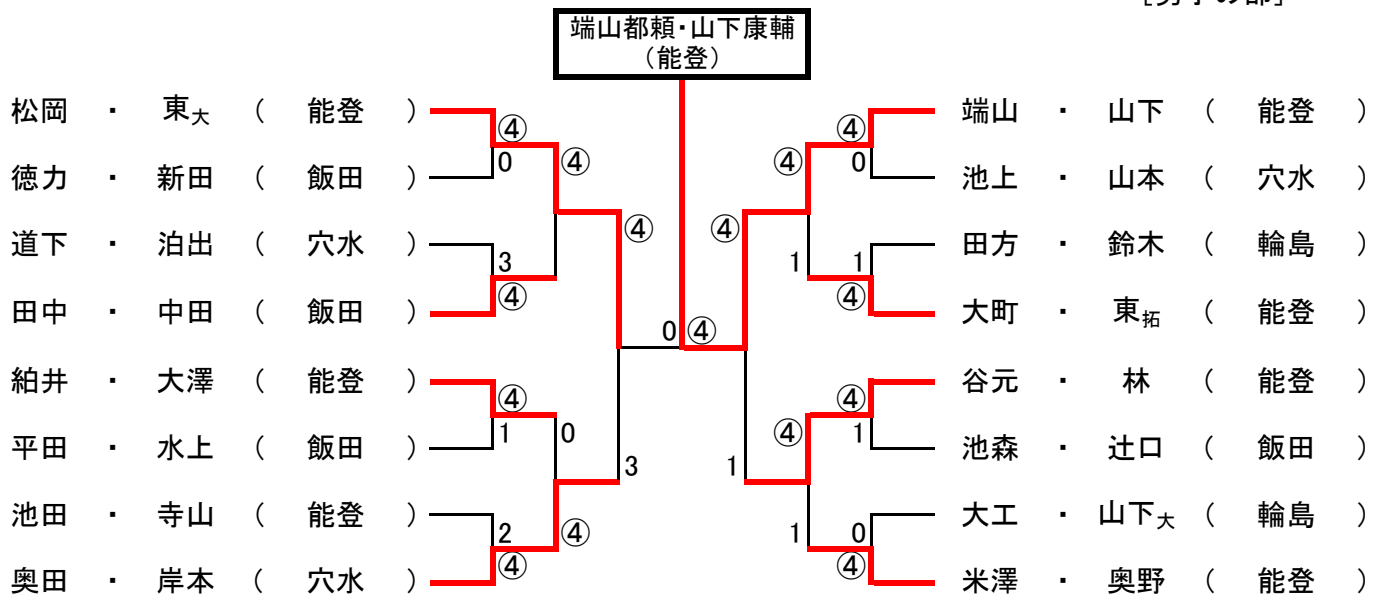 端山都頼・山下康輔
（能登）
松岡 ・ 東大 （ 能登 ）
④
0
徳力 ・ 新田 （ 飯田 ）
④
道下 ・ 泊出 （ 穴水 ）
3
④
田中 ・ 中田 （ 飯田 ）
④
絈井 ・ 大澤 （ 能登 ）
④
1
平田 ・ 水上 （ 飯田 ）
0
池田 ・ 寺山 （ 能登 ）
2
④
奥田 ・ 岸本 （ 穴水 ）
④
3
0 ④
端山 ・ 山下 （ 能登 ）
④
0
池上 ・ 山本 （ 穴水 ）
④
田方 ・ 鈴木 （ 輪島 ）
1
④
大町 ・ 東拓 （ 能登 ）
1
④
谷元 ・ 林 （ 能登 ）
④
1
池森 ・ 辻口 （ 飯田 ）
④
大工 ・ 山下大 （ 輪島 ）
0
④
米澤 ・ 奥野 （ 能登 ）
1
1